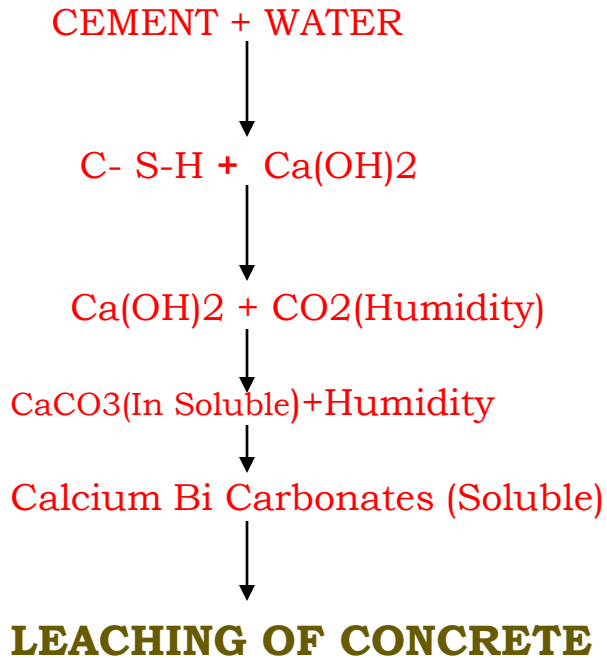 CEMENT + WATER
C- S-H + Ca(OH)2
Ca(OH)2 + CO2(Humidity)
CaCO3(In Soluble)+Humidity
Calcium Bi Carbonates (Soluble)
LEACHING OF CONCRETE